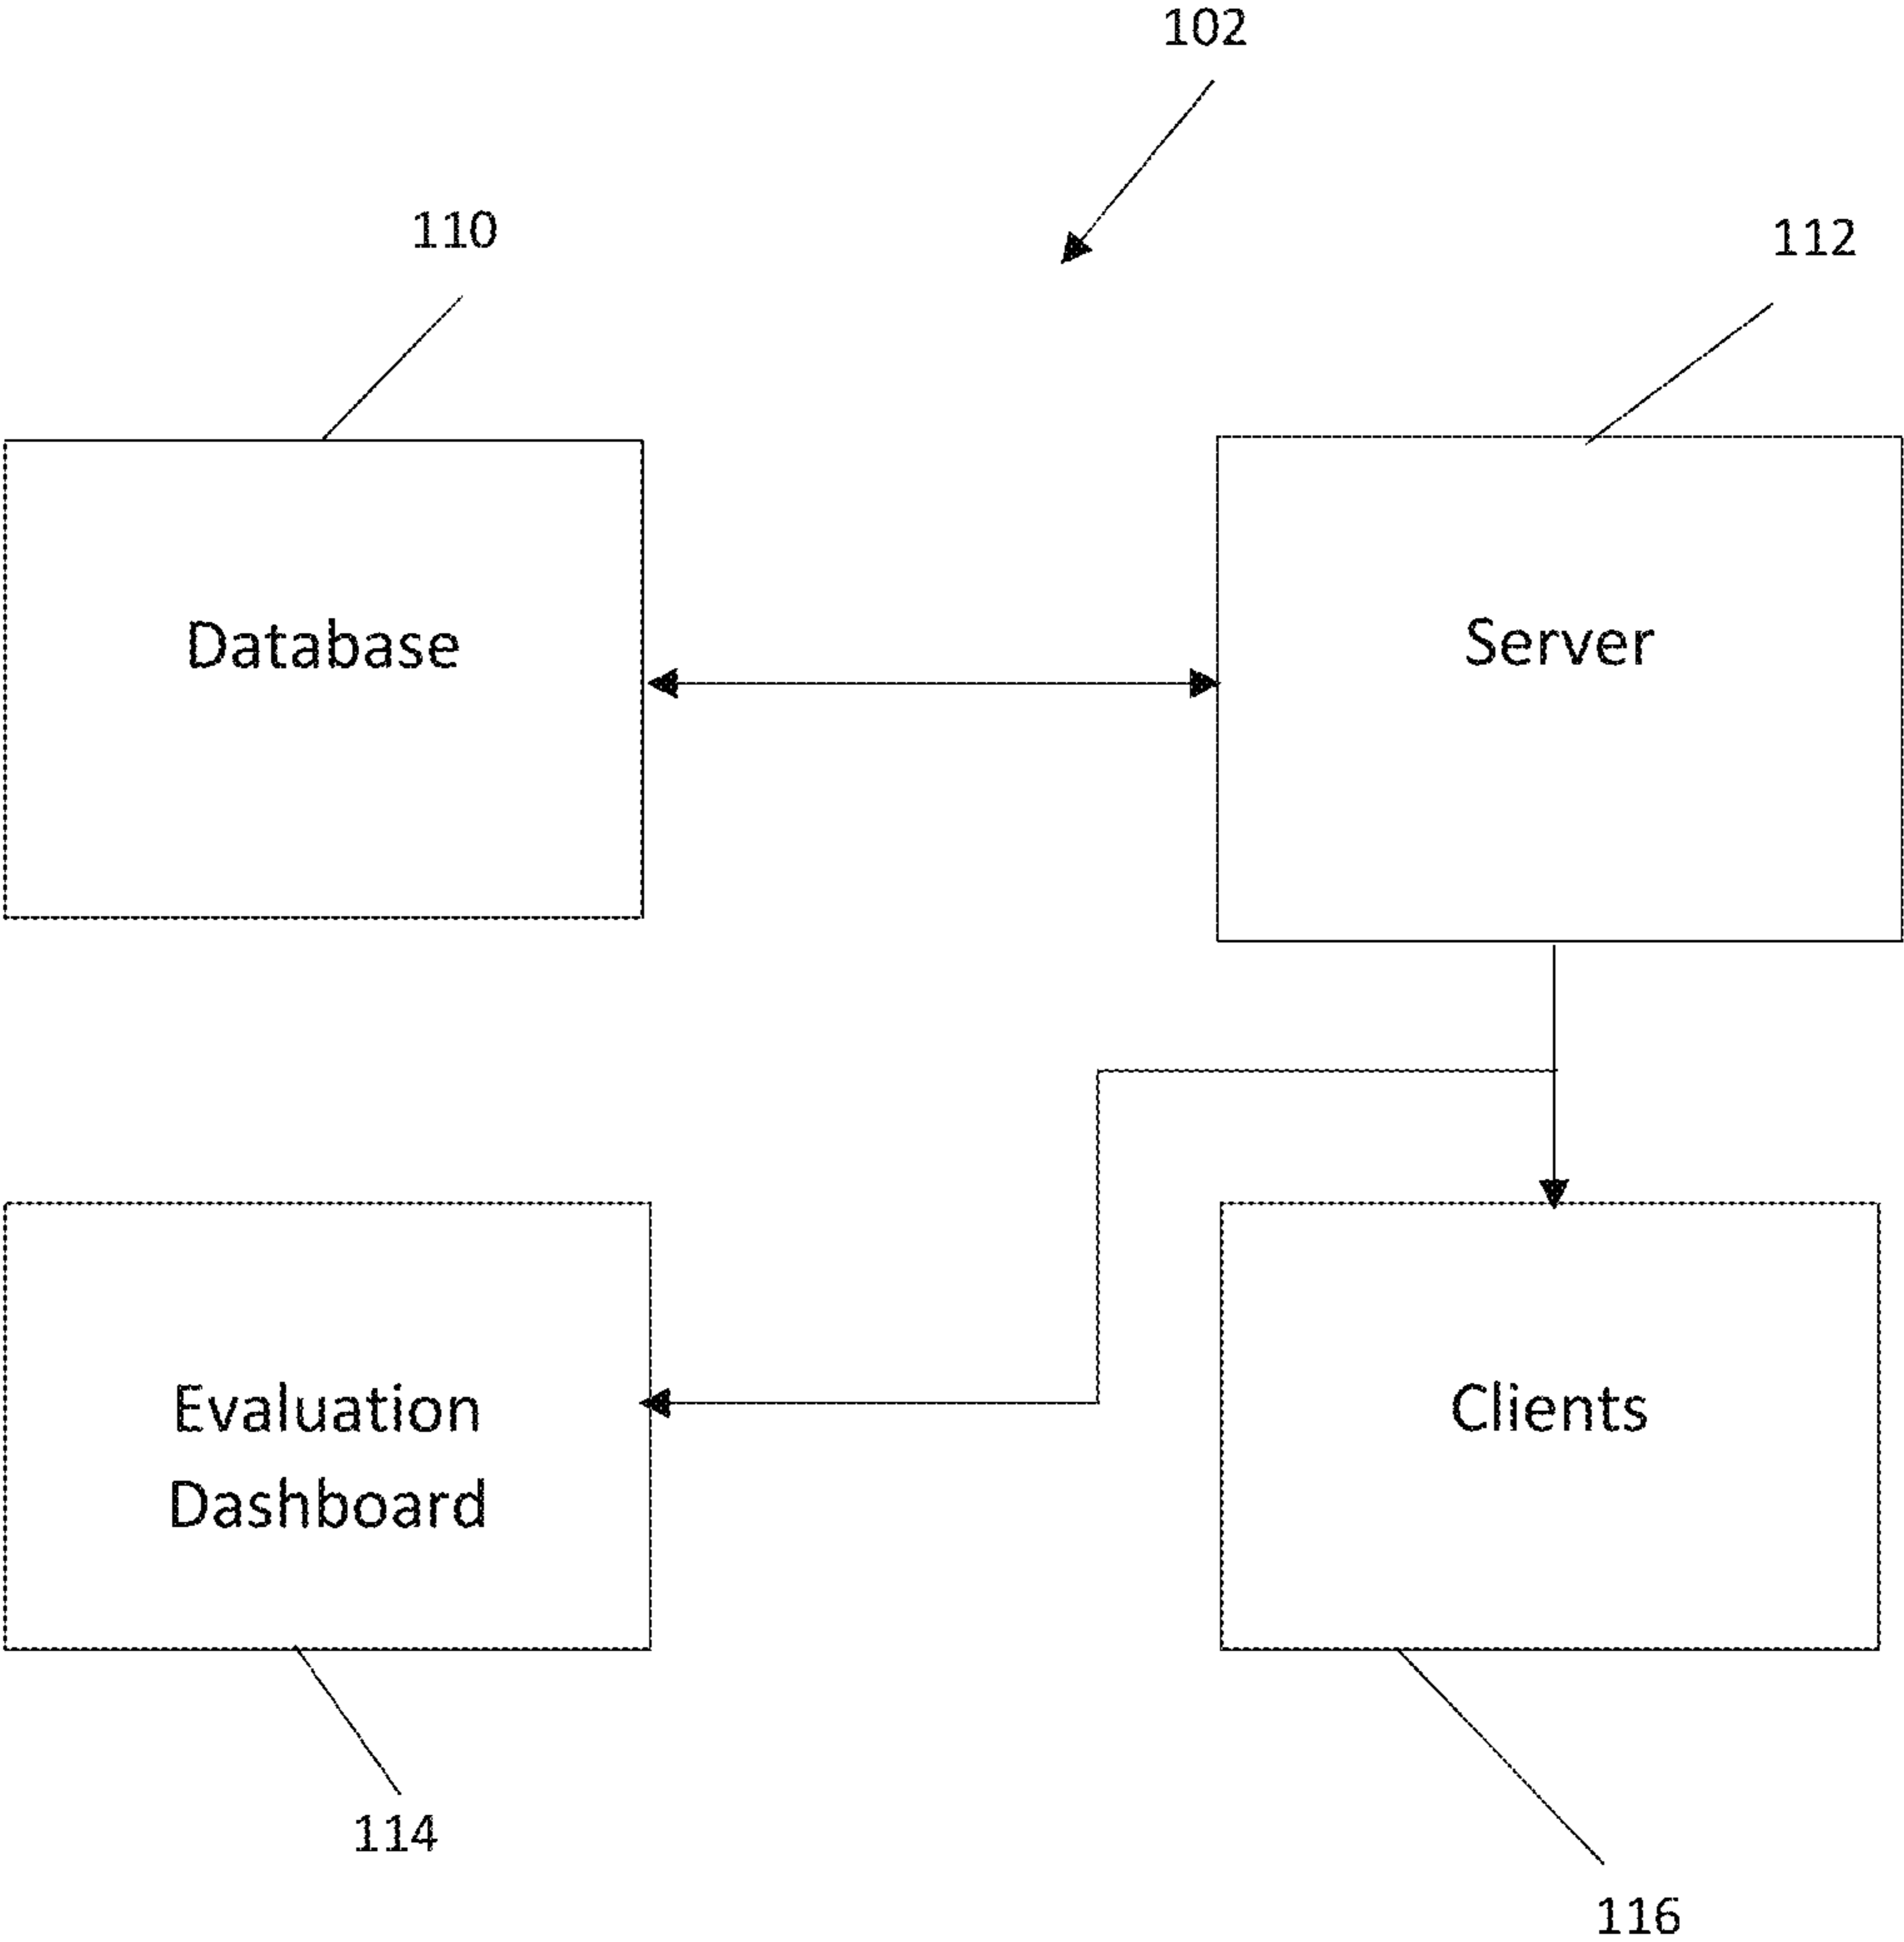 102
110
112
Database
Server
Evaluation
Dashboard
Clients
114
116